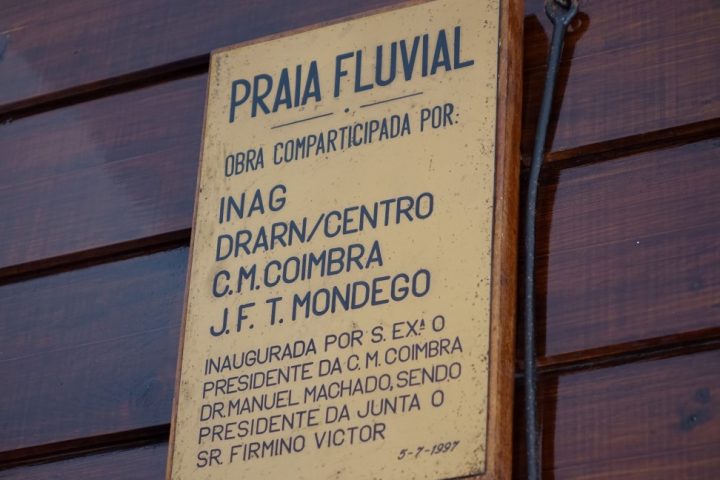 PRAIA FLUVIAL
OBRA COMPARTICIPADA POR:
INAG
DRARN/CENTRO
C.M.COIMBRA
J.F.T. MONDEGO
INAUGURADA POR S. EX.ª O
PRESIDENTE DA C.M. COIMBRA
DR.MANUEL MACHADO, SENDO
PRESIDENTE DA JUNTA O
SR. FIRMINO VICTOR
5-7-1997